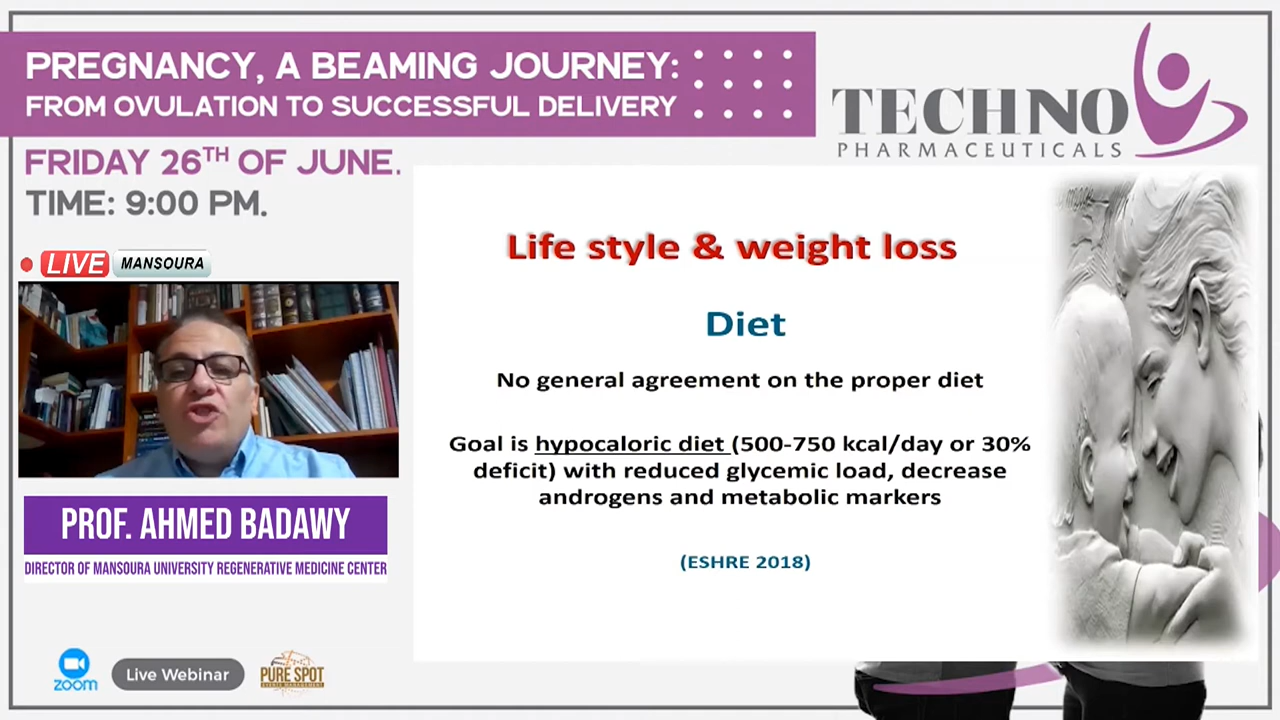 PREGNANCY, A BEAMING JOURNEY:
FROM OVULATION TO SUCCESSFUL DELIVERY
TECHNO
PHARMACEUTICALS
FRIDAY 26TH OF JUNE.
TIME: 9:00 PM.
LIVE MANSOURA
Life style & weight loss
Diet
No general agreement on the proper diet
Goal is hypocaloric diet (500-750 kcal/day or 30%
deficit) with reduced glycemic load, decrease
androgens and metabolic markers
(ESHRE 2018)
PROF. AHMED BADAWY
DIRECTOR OF MANSOURA UNIVERSITY REGENERATIVE MEDICINE CENTER
zoom
Live Webinar
PURE SPOT
EVENTS MANAGEMENT